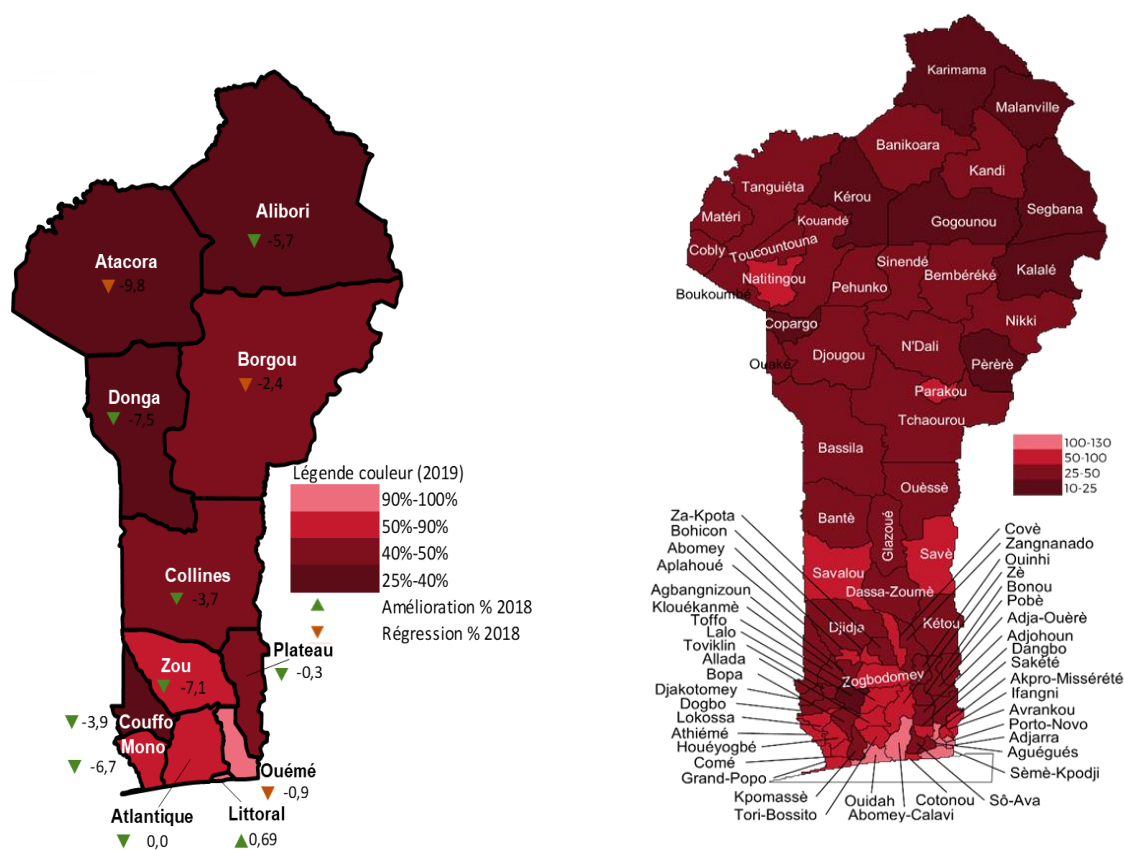 Alibori
-5,7
Atacora
-9,8
Borgou
-2,4
Donga
-7,5
Légende couleur (2019)
90%-100%
50%-90%
40%-50%
25%-40%
Amélioration % 2018
Régression % 2018
Collines
-3,7
Plateau
-0,3
Zou
-7,1
-3,9
Couffo
Mono
-6,7
Ouémé
-0,9
Atlantique
0,0
Littoral
0,69
Karimama
Malanville
Banikoara
Kandi
Tanguiéta
Kérou
Segbana
Matéri
Kouandé
Gogounou
Cobly
Toucountouna
Sinendé
Bembéréké
Kalalé
Natitingou
Pehunko
Boukoumbé
Nikki
Copargo
N'Dali
Djougou
Ouaké
Pèrèrè
Parakou
Tchaourou
Bassila
100-130
50-100
25-50
10-25
Ouèssè
Bantè
Glazoué
Savè
Savalou
Dassa-Zoumè
Djidja
Kétou
Zogbodomey
Za-Kpota
Bohicon
Abomey
Aplahoué
Agbangnizoun
Klouékanmè
Toffo
Lalo
Toviklin
Allada
Bopa
Djakotomey
Dogbo
Lokossa
Athiémé
Houéyogbé
Comé
Grand-Popo
Kpomassè
Tori-Bossito
Ouidah
Abomey-Calavi
Cotonou
Sô-Ava
Covè
Zangnanado
Ouinhi
Zè
Bonou
Pobè
Adja-Ouèrè
Adjohoun
Dangbo
Sakété
Akpro-Missérété
Ifangni
Avrankou
Porto-Novo
Adjarra
Aguégués
Sèmè-Kpodji